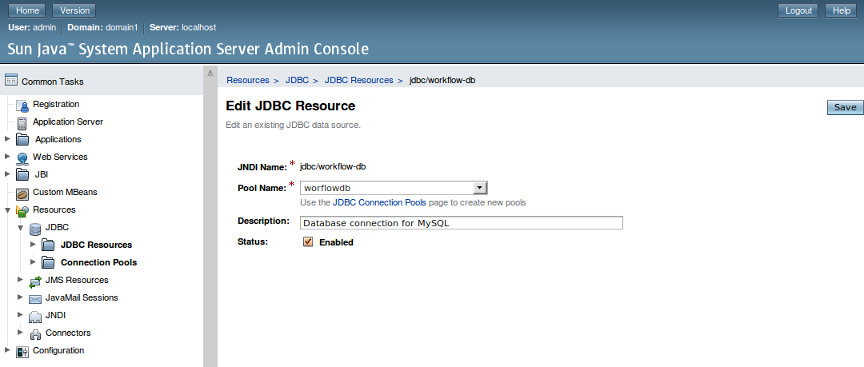 Home Version Logout Help
User: admin Domain: domain1 Server: localhost
Sun Java™ System Application Server Admin Console
Common Tasks
Registration
Application Server
Applications
Web Services
JBI
Custom MBeans
Resources
JDBC
JDBC Resources
Connection Pools
JMS Resources
JavaMail Sessions
JNDI
Connectors
Configuration
Resources > JDBC > JDBC Resources > jdbc/workflow-db
Edit JDBC Resource
Save
Edit an existing JDBC data source.
JNDI Name: * jdbc/workflow-db
Pool Name: * worflowdb
Use the JDBC Connection Pools page to create new pools
Description: Database connection for MySQL
Status: Enabled